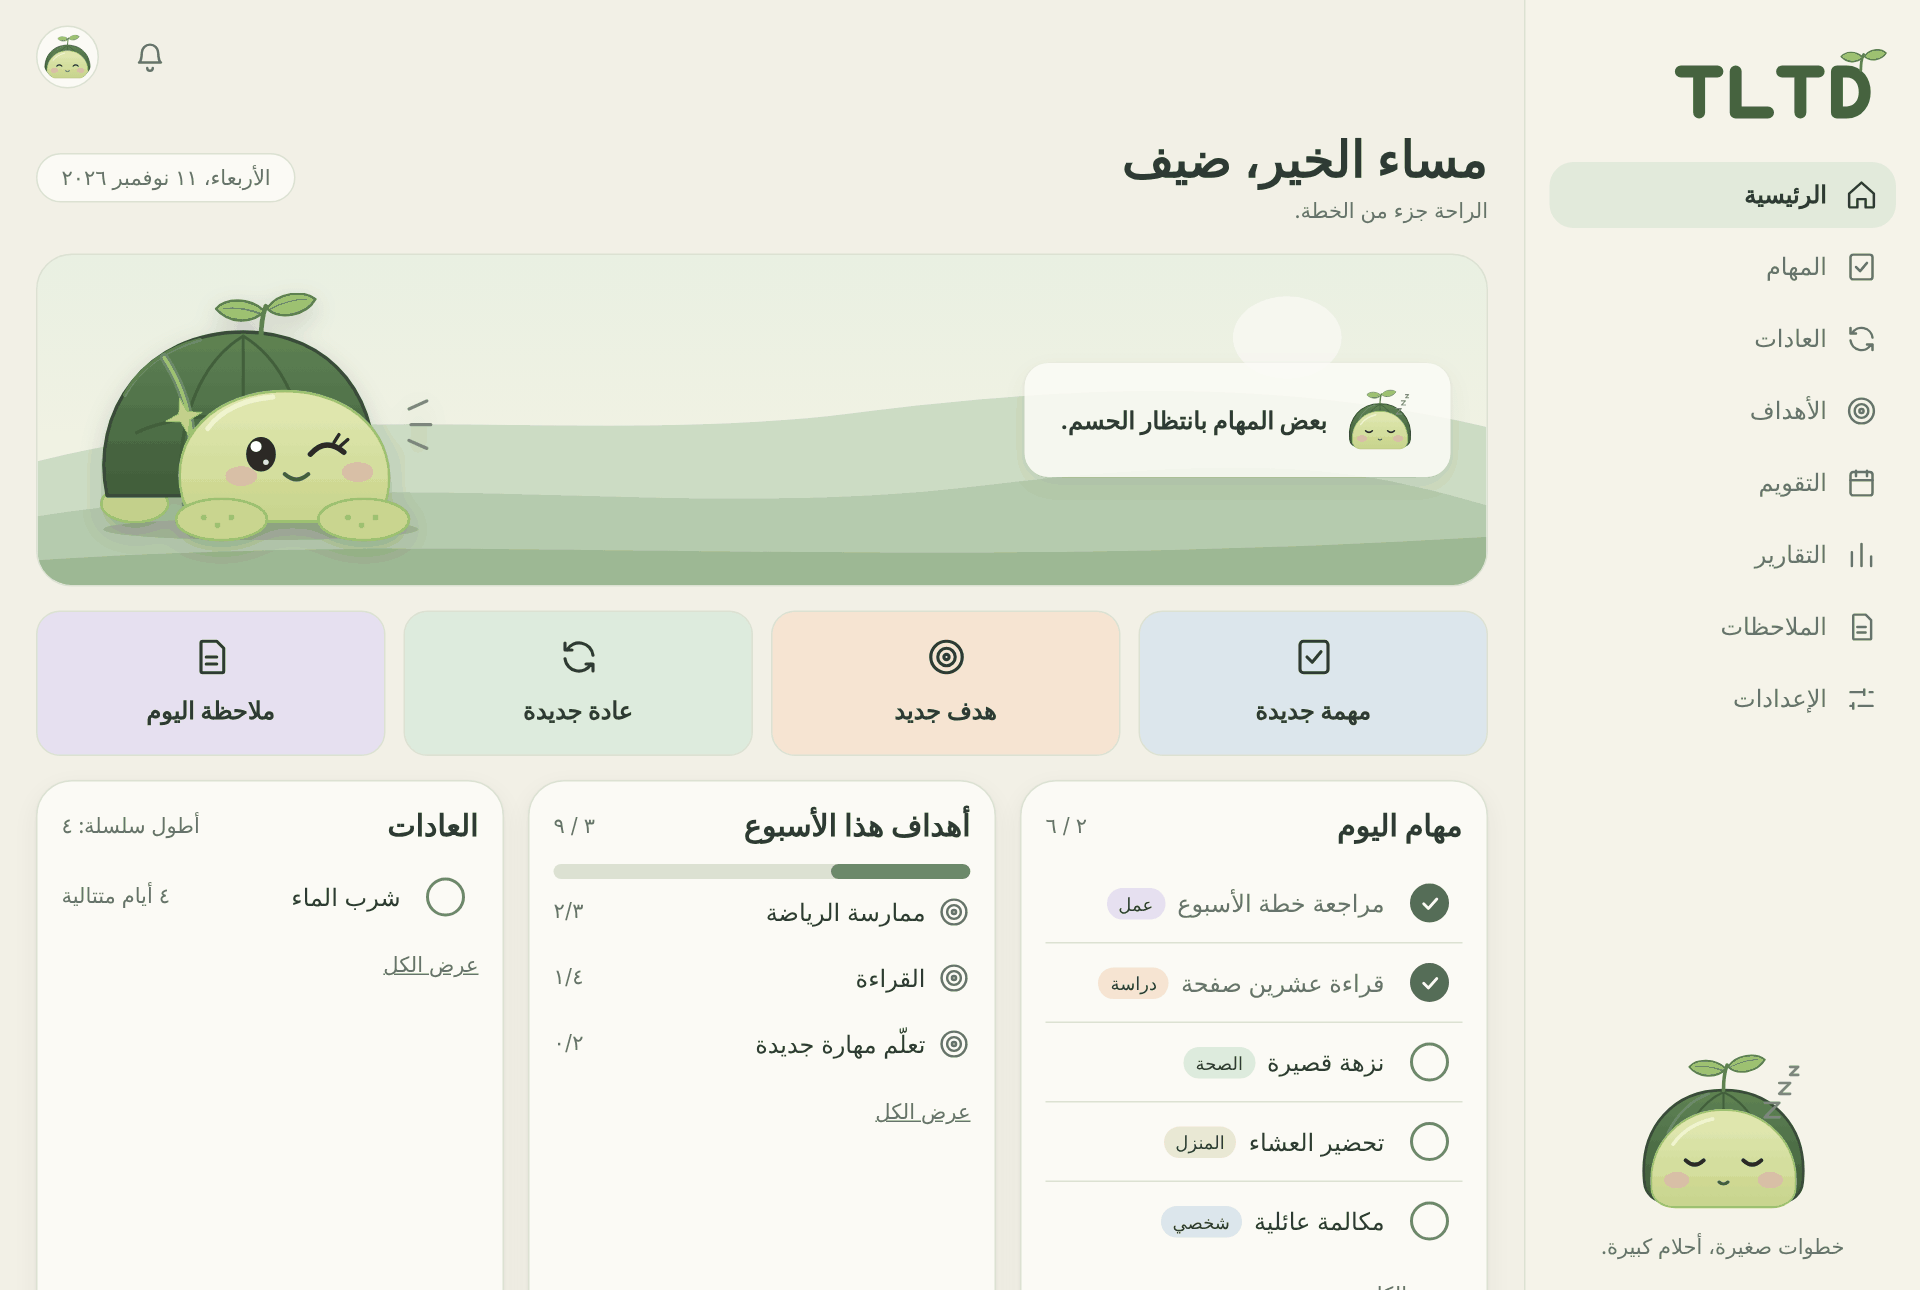 TLTD
الرئيسية
المهام
العادات
الأهداف
التقويم
التقارير
الملاحظات
الإعدادات
z
z
z
خطوات صغيرة، أحلام كبيرة.
مساء الخير، ضيف
الراحة جزء من الخطة.
الأربعاء، ١١ نوفمبر ٢٠٢٦
بعض المهام بانتظار الحسم.
مهمة جديدة
هدف جديد
عادة جديدة
ملاحظة اليوم
مهام اليوم
٢ / ٦
مراجعة خطة الأسبوع عمل
قراءة عشرين صفحة دراسة
نزهة قصيرة الصحة
تحضير العشاء المنزل
مكالمة عائلية شخصي
أهداف هذا الأسبوع
٣ / ٩
ممارسة الرياضة ٢/٣
القراءة ١/٤
تعلّم مهارة جديدة ٠/٢
عرض الكل
العادات
أطول سلسلة: ٤
شرب الماء ٤ أيام متتالية
عرض الكل